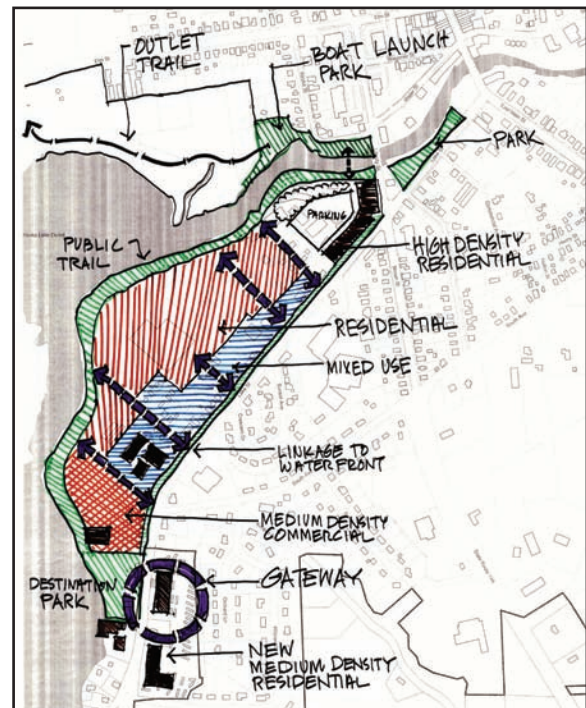 OUTLET
TRAIL
BOAT LAUNCH
PARK
PARK
PARKING
PUBLIC
TRAIL
HIGH DENSITY
RESIDENTIAL
RESIDENTIAL
MIXED USE
LINKAGE TO
WATERFRONT
MEDIUM DENSITY
COMMERCIAL
DESTINATION
PARK
GATEWAY
NEW
MEDIUM DENSITY
RESIDENTIAL